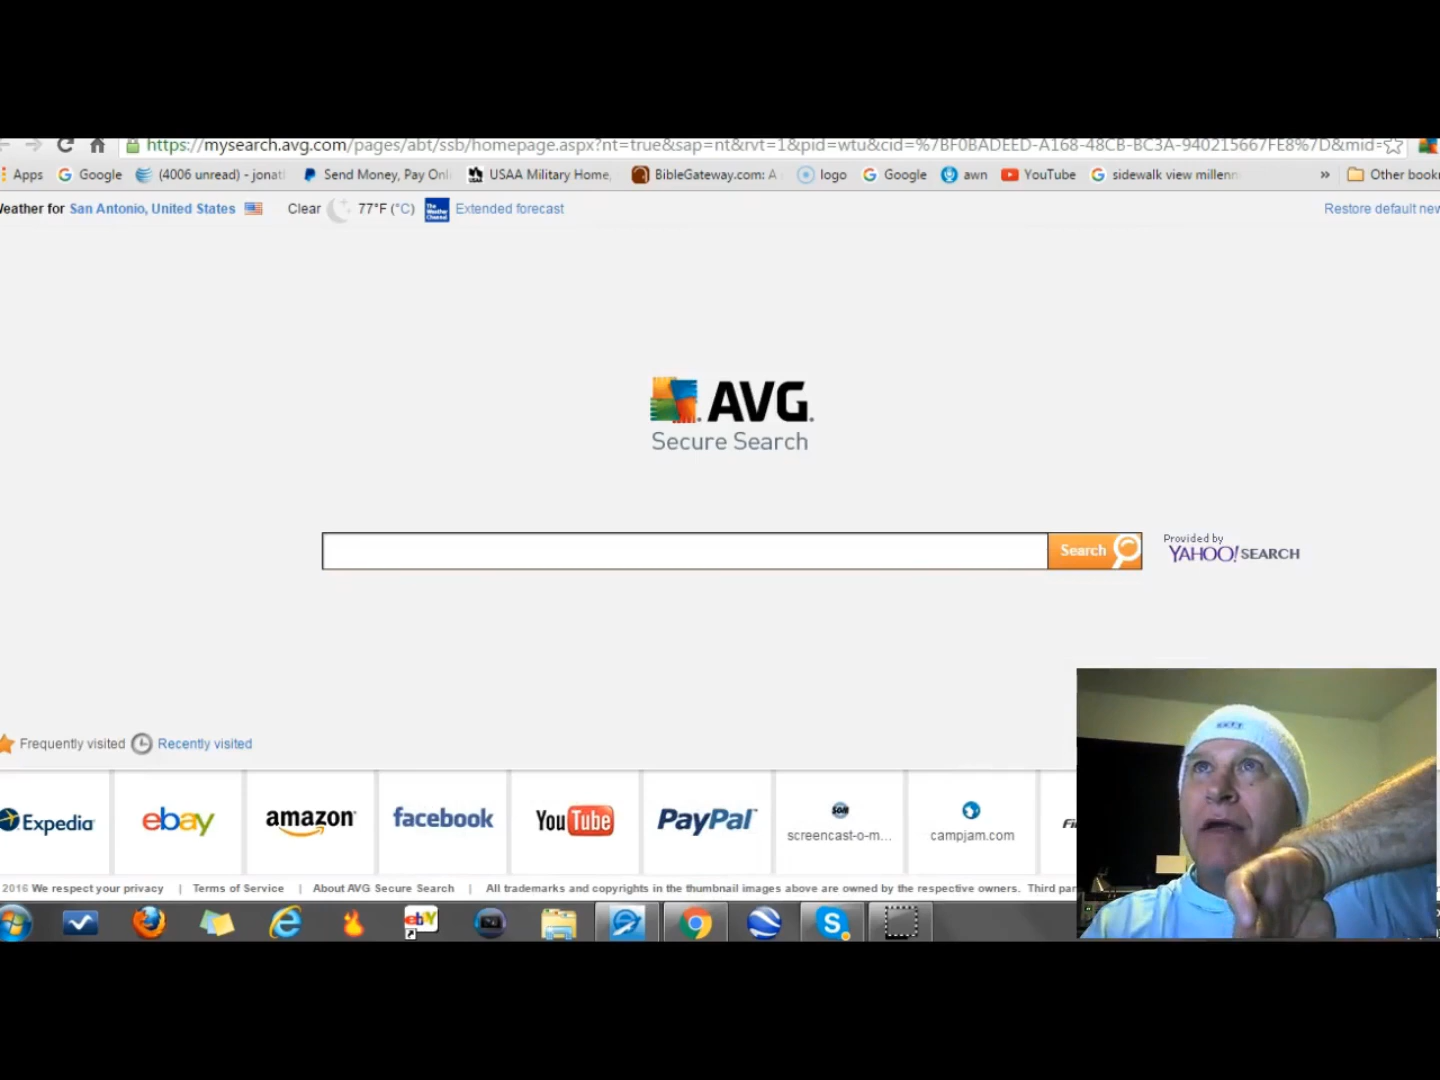 https://mysearch.avg.com/pages/abt/ssb/homepage.aspx?nt=true&sap=nt&rvt=1&pid=wtu&cid=%7BF0BADEED-A168-48CB-BC3A-940215667FE8%7D&mid=
Apps Google (4006 unread) - jonat Send Money, Pay Onl USAA Military Home, BibleGateway.com: A logo Google awn YouTube sidewalk view millenn » Other bookr
Weather for San Antonio, United States Clear 77°F (°C) The Weather Channel Extended forecast Restore default new
AVG
Secure Search
Search
Provided by
YAHOO! SEARCH
Frequently visited Recently visited
Expedia ebay amazon facebook YouTube PayPal screencast-o-m... campjam.com
2016 We respect your privacy | Terms of Service | About AVG Secure Search | All trademarks and copyrights in the thumbnail images above are owned by the respective owners. Third par
ebY